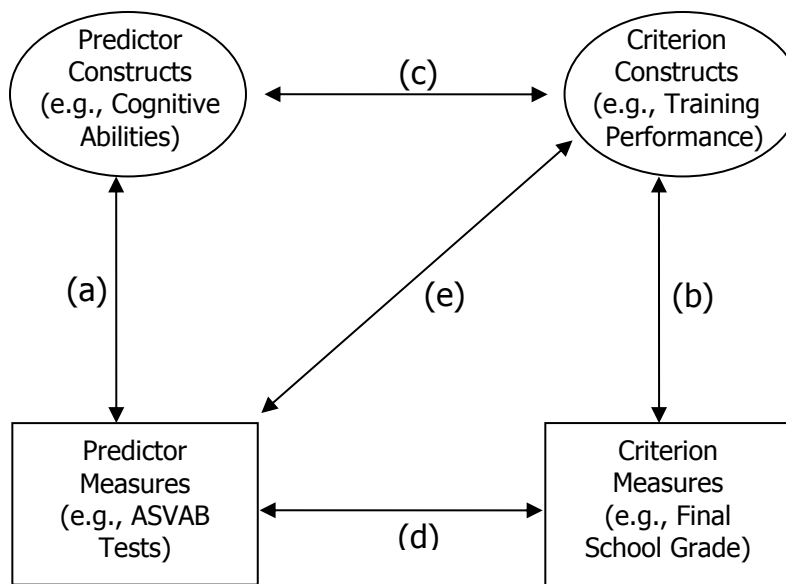 Predictor
Constructs
(e.g., Cognitive
Abilities)
(c)
Criterion
Constructs
(e.g., Training
Performance)
(a)
(e)
(b)
Predictor
Measures
(e.g., ASVAB
Tests)
(d)
Criterion
Measures
(e.g., Final
School Grade)